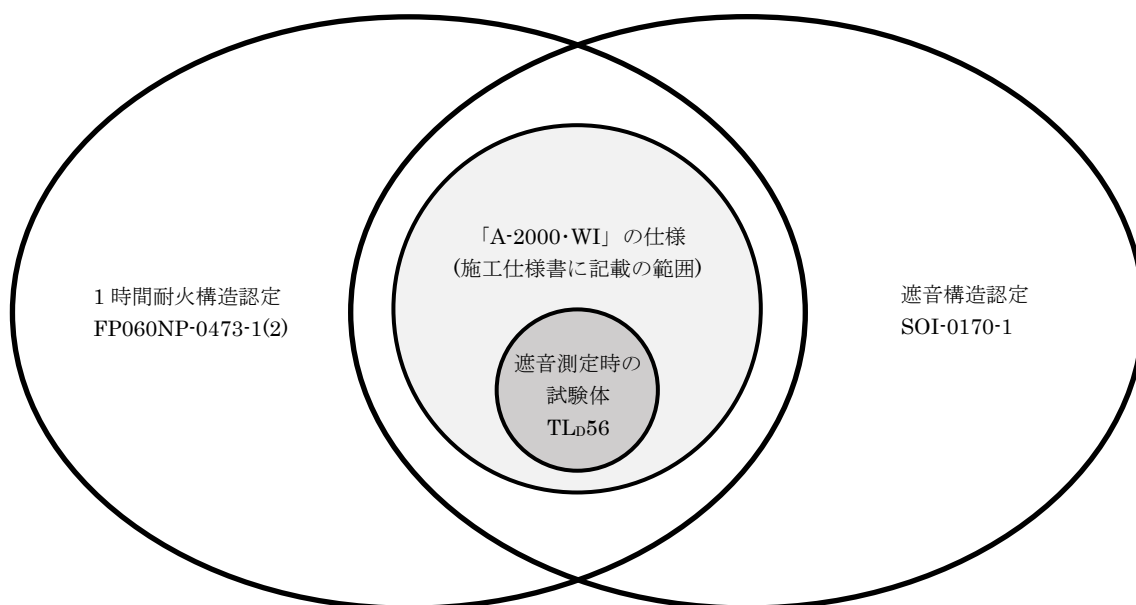 「A-2000・WI」の仕様
(施工仕様書に記載の範囲)
1 時間耐火構造認定
FP060NP-0473-1(2)
遮音構造認定
SOI-0170-1
遮音測定時の
試験体
TLD56